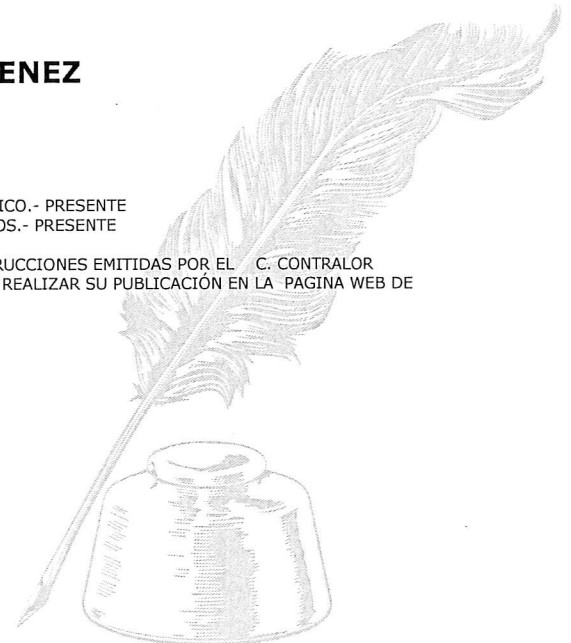 ENEZ
ICO.- PRESENTE
OS.- PRESENTE
RUCCIONES EMITIDAS POR EL C. CONTRALOR
REALIZAR SU PUBLICACIÓN EN LA PAGINA WEB DE